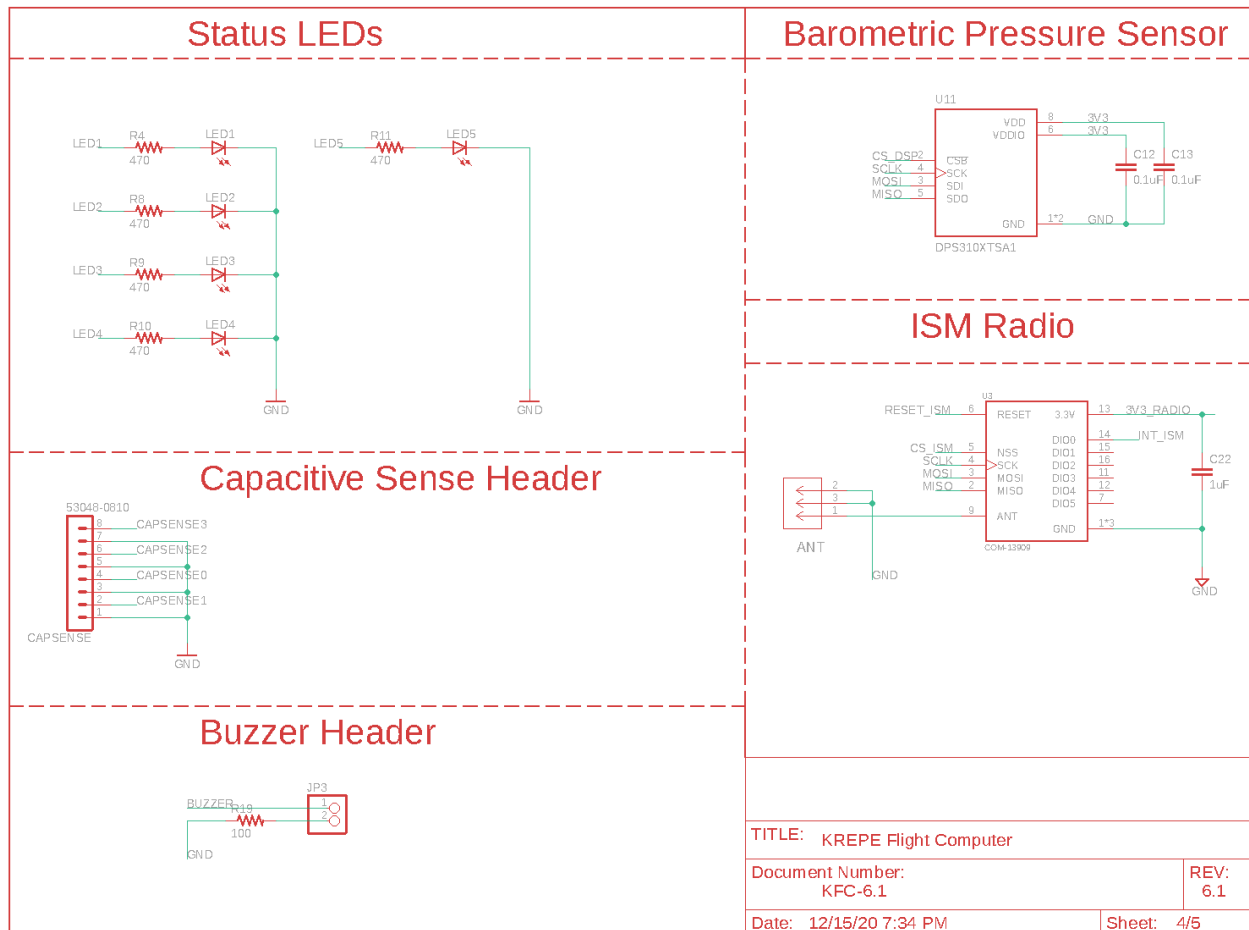 Status LEDs
LED1
R4
470
LED1
LED5
R11
470
LED5
LED2
R8
470
LED2
LED3
R9
470
LED3
LED4
R10
470
LED4
GND
GND
Capacitive Sense Header
53048-0810
8
CAPSENSE3
7
6
CAPSENSE2
5
4
CAPSENSE0
3
2
CAPSENSE1
1
CAPSENSE
GND
Buzzer Header
JP3
BUZZER
R19
100
1
2
GND
Barometric Pressure Sensor
U11
VDD 8 3V3
VDDIO 6 3V3
CS_DSP 2 CSB
SCLK 4 SCK
MOSI 3 SDI
MISO 5 SDO
GND 1*2 GND
DPS310XTSA1
C12
0.1uF
C13
0.1uF
ISM Radio
U3
RESET_ISM 6 RESET
3.3V 13 3V3_RADIO
DIO0 14 INT_ISM
CS_ISM 5 NSS
DIO1 15
SCLK 4 SCK
DIO2 16
MOSI 3 MOSI
DIO3 11
MISO 2 MISO
DIO4 12
DIO5 7
9 ANT
GND 1*3
COM-13909
C22
1uF
GND
2
3
1
ANT
GND
TITLE: KREPE Flight Computer
Document Number:
KFC-6.1
REV:
6.1
Date: 12/15/20 7:34 PM
Sheet: 4/5